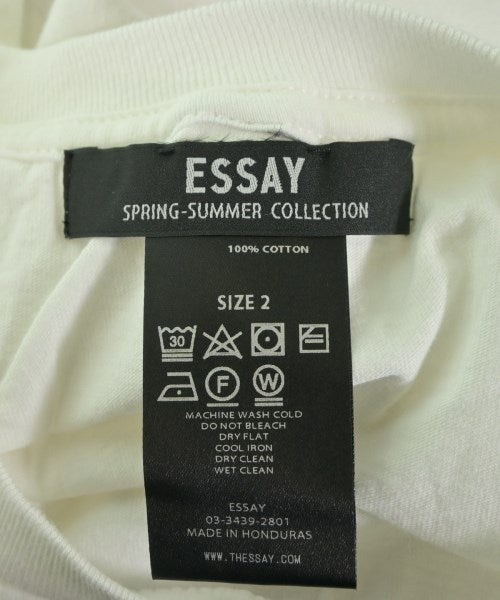 ESSAY
SPRING-SUMMER COLLECTION
100% COTTON
SIZE 2
30
F W
MACHINE WASH COLD
DO NOT BLEACH
DRY FLAT
COOL IRON
DRY CLEAN
WET CLEAN
ESSAY
03-3439-2801
MADE IN HONDURAS
WWW.THESSAY.COM